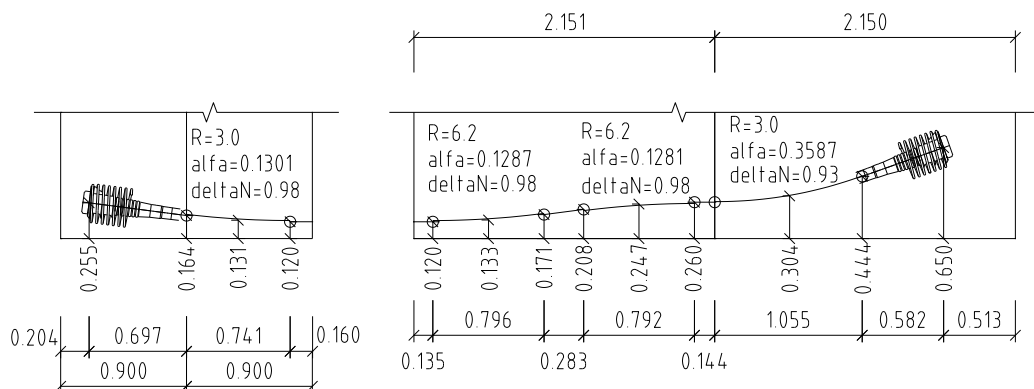 2.151
2.150
R=3.0
alfa=0.1301
deltaN=0.98
R=6.2
alfa=0.1287
deltaN=0.98
R=6.2
alfa=0.1281
deltaN=0.98
R=3.0
alfa=0.3587
deltaN=0.93
0.255
0.164
0.131
0.120
0.120
0.133
0.171
0.208
0.247
0.260
0.304
0.444
0.650
0.204
0.697
0.741
0.160
0.900
0.900
0.135
0.796
0.283
0.792
0.144
1.055
0.582
0.513